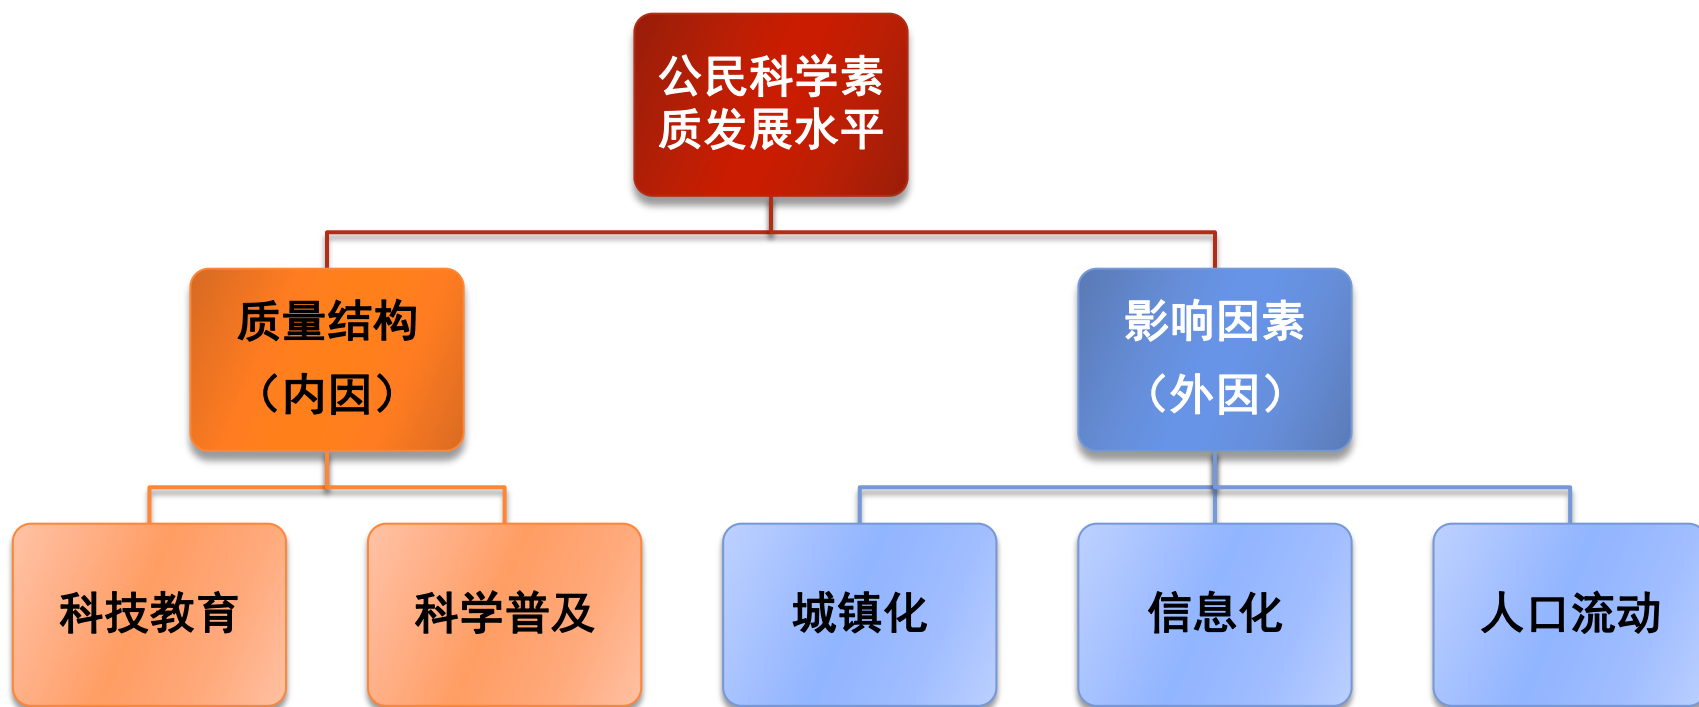 公民科学素
质发展水平
质量结构
（内因）
影响因素
（外因）
科技教育
科学普及
城镇化
信息化
人口流动